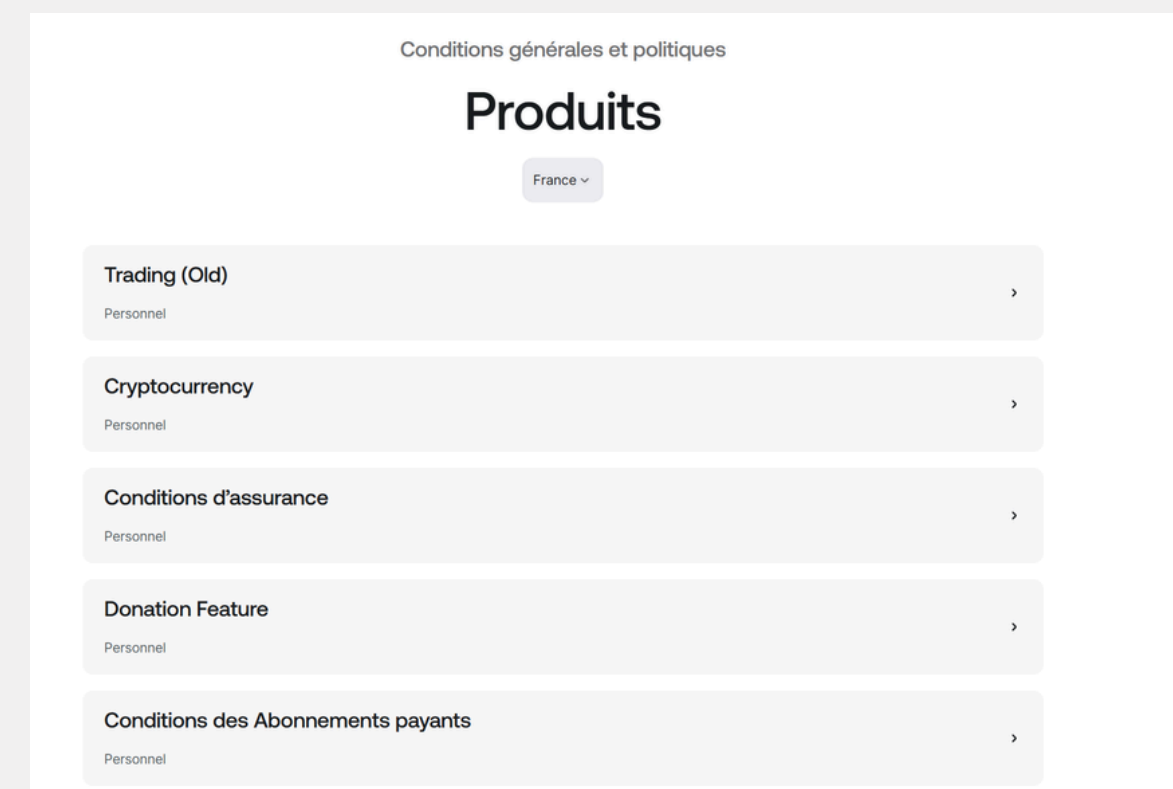 Conditions générales et politiques
Produits
France
Trading (Old)
Personnel
Cryptocurrency
Personnel
Conditions d’assurance
Personnel
Donation Feature
Personnel
Conditions des Abonnements payants
Personnel